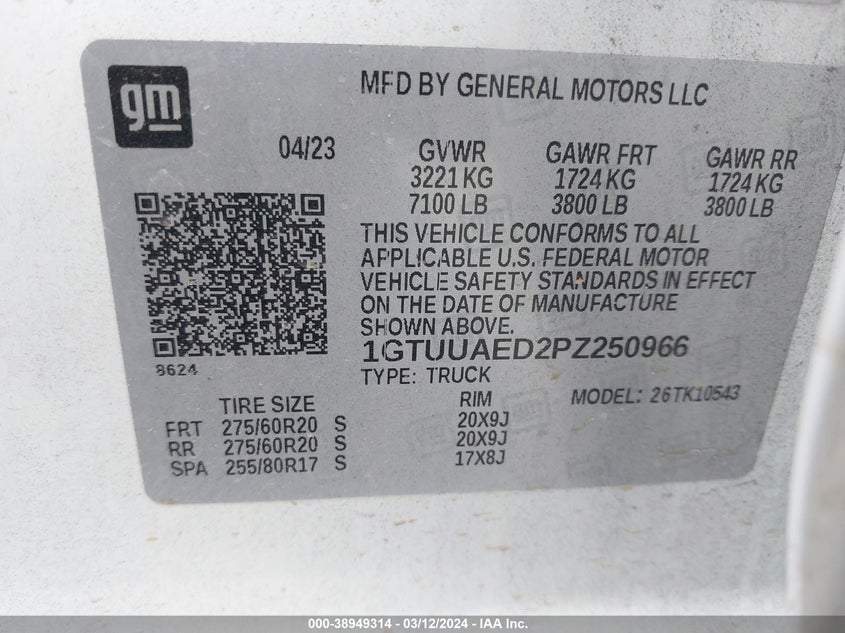 gm
MFD BY GENERAL MOTORS LLC
04/23 GVWR GAWR FRT GAWR RR
3221 KG 1724 KG 1724 KG
7100 LB 3800 LB 3800 LB
THIS VEHICLE CONFORMS TO ALL
APPLICABLE U.S. FEDERAL MOTOR
VEHICLE SAFETY STANDARDS IN EFFECT
ON THE DATE OF MANUFACTURE
SHOWN ABOVE.
1GTUUAED2PZ250966
8624
TYPE: TRUCK
MODEL: 26TK10543
TIRE SIZE RIM
FRT 275/60R20 S 20X9J
RR 275/60R20 S 20X9J
SPA 255/80R17 S 17X8J
000-38949314 - 03/12/2024 - IAA Inc.